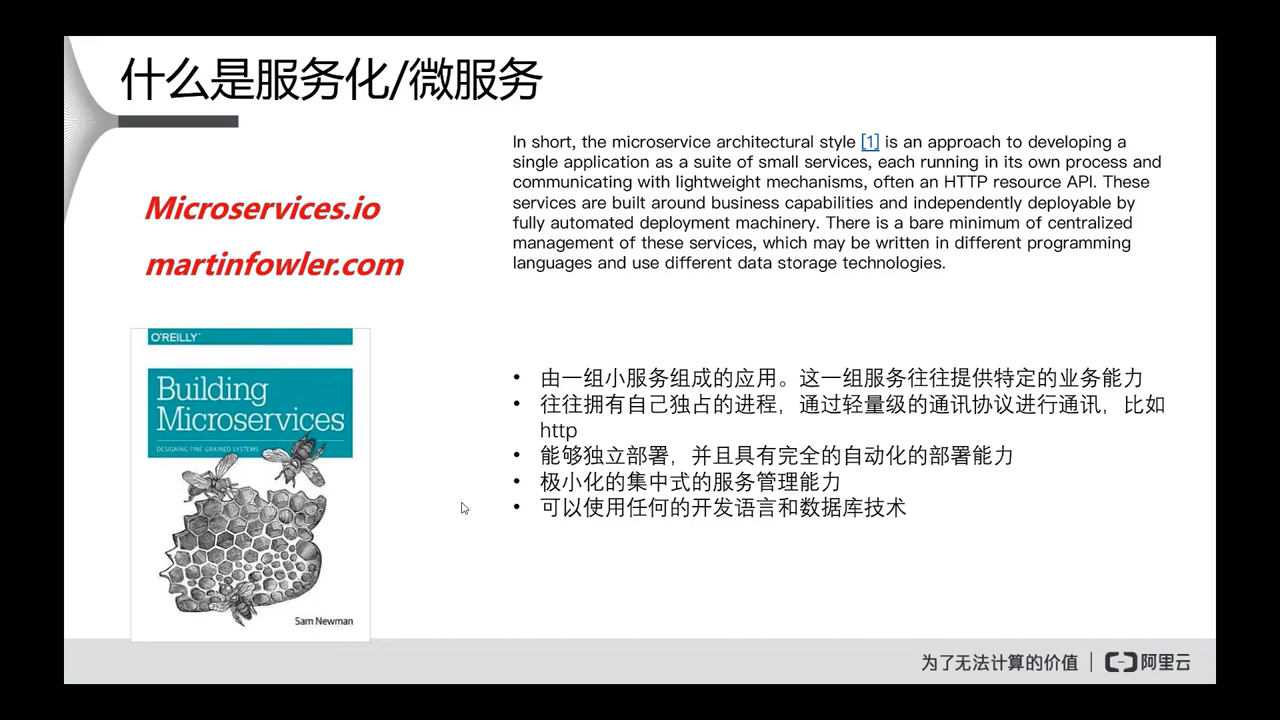 什么是服务化/微服务
In short, the microservice architectural style [1] is an approach to developing a
single application as a suite of small services, each running in its own process and
communicating with lightweight mechanisms, often an HTTP resource API. These
services are built around business capabilities and independently deployable by
fully automated deployment machinery. There is a bare minimum of centralized
management of these services, which may be written in different programming
languages and use different data storage technologies.
Microservices.io
martinfowler.com
O'REILLY™
Building
Microservices
DESIGNING FINE-GRAINED SYSTEMS
Sam Newman
• 由一组小服务组成的应用。这一组服务往往提供特定的业务能力
• 往往拥有自己独占的进程，通过轻量级的通讯协议进行通讯，比如
http
• 能够独立部署，并且具有完全的自动化的部署能力
• 极小化的集中式的服务管理能力
• 可以使用任何的开发语言和数据库技术
为了无法计算的价值 | 阿里云